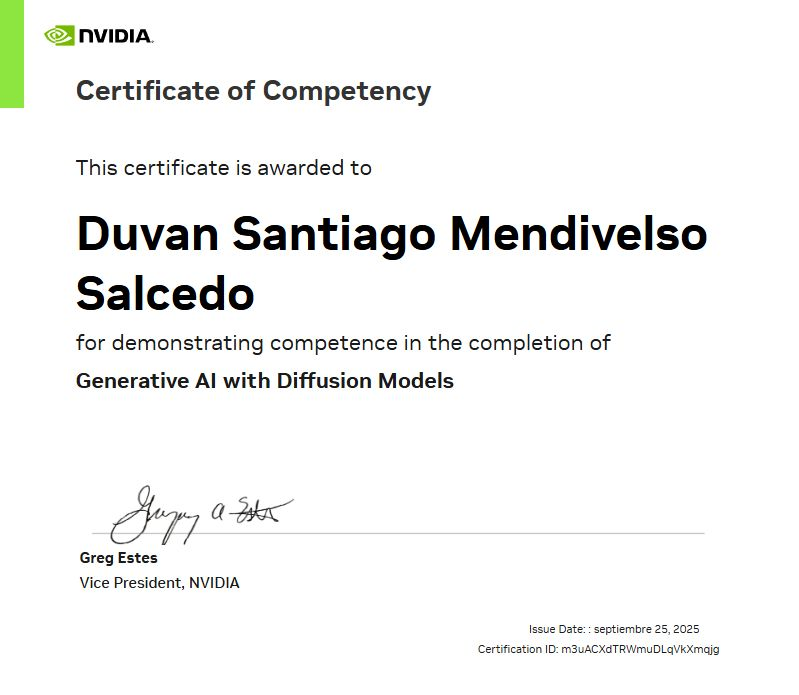 NVIDIA.
Certificate of Competency
This certificate is awarded to
Duvan Santiago Mendivelso
Salcedo
for demonstrating competence in the completion of
Generative AI with Diffusion Models
Gregory A Estes
Greg Estes
Vice President, NVIDIA
Issue Date: : septiembre 25, 2025
Certification ID: m3uACXdTRWmuDLqVkXmqjg